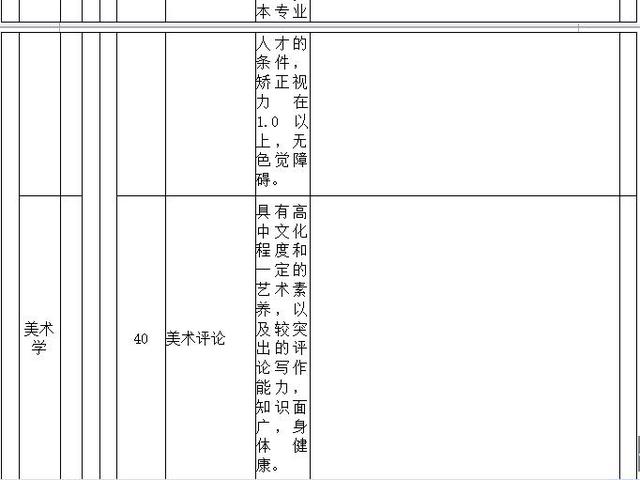 本专业
人才的
条件，
矫正视
力在
1.0以
上，无
色觉障
碍。
美术
学
40
美术评论
具有高
中文化
程度和
一定的
艺术素
养，以
及较突
出的评
论写作
能力，
知识面
广，身
体健
康。